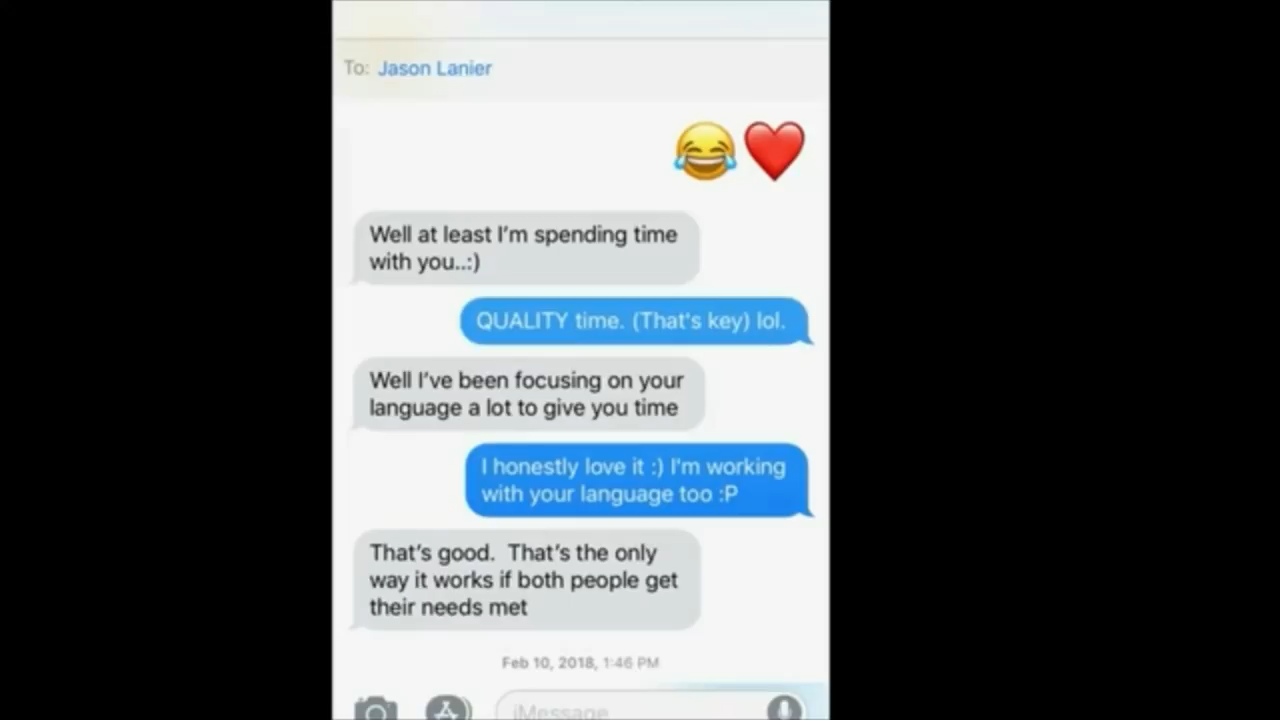 To: Jason Lanier
Well at least I'm spending time
with you..:)
QUALITY time. (That's key) lol.
Well I've been focusing on your
language a lot to give you time
I honestly love it :) I'm working
with your language too :P
That's good.  That's the only
way it works if both people get
their needs met
Feb 10, 2018, 1:46 PM
iMessage